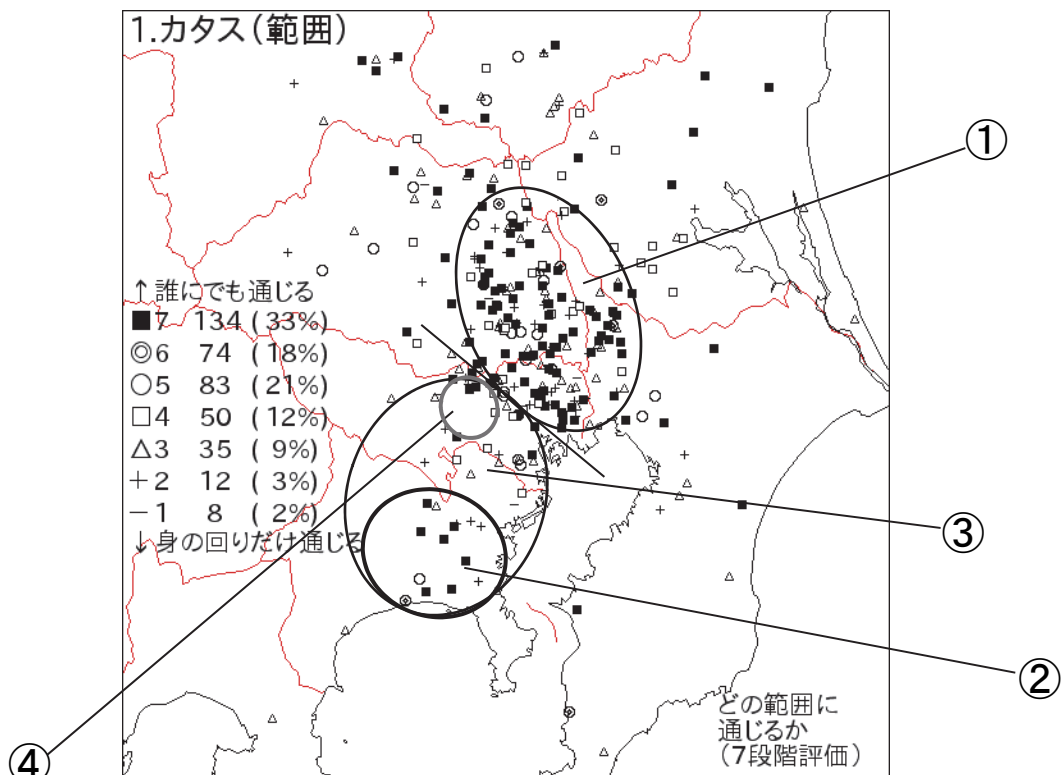 1.カタス(範囲)
①
↑誰にでも通じる
■7 134 (33%)
◎6 74 (18%)
○5 83 (21%)
□4 50 (12%)
△3 35 (9%)
+2 12 (3%)
−1 8 (2%)
↓身の回りだけ通じる
③
②
どの範囲に
通じるか
(7段階評価)
④